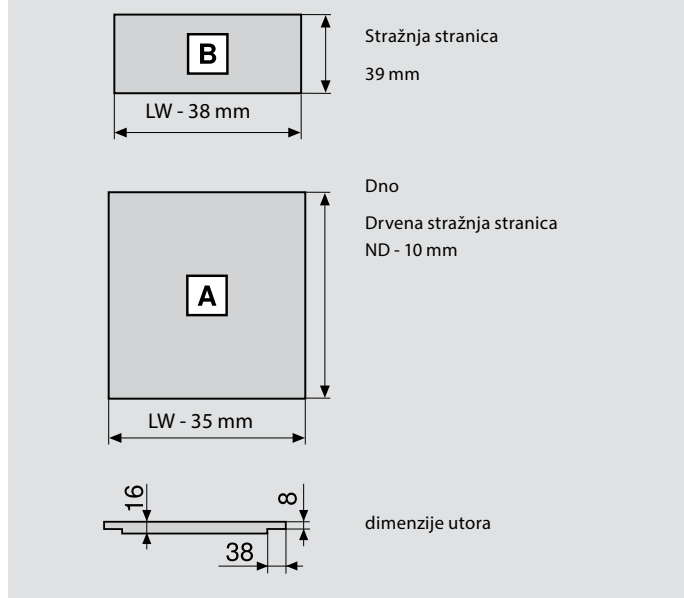 B
Stražnja stranica
39 mm
LW - 38 mm
Dno
Drvena stražnja stranica
ND - 10 mm
A
LW - 35 mm
16
8
38
dimenzije utora